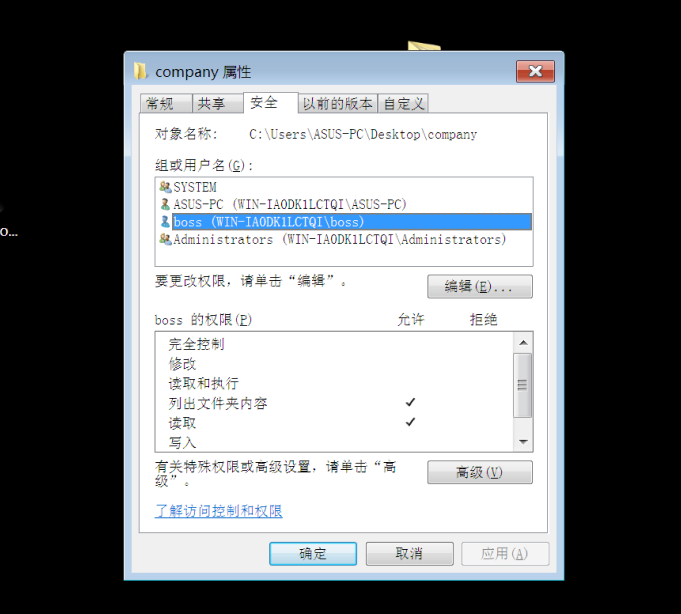 company 属性
常规 共享 安全 以前的版本 自定义
对象名称: C:\Users\ASUS-PC\Desktop\company
组或用户名(G):
SYSTEM
ASUS-PC (WIN-IAODK1LCTQI\ASUS-PC)
boss (WIN-IAODK1LCTQI\boss)
Administrators (WIN-IAODK1LCTQI\Administrators)
要更改权限，请单击“编辑”。
编辑(E)...
boss 的权限(P) 允许 拒绝
完全控制
修改
读取和执行
列出文件夹内容
读取
写入
有关特殊权限或高级设置，请单击“高
级”。
高级(V)
了解访问控制和权限
确定 取消 应用(A)
o...